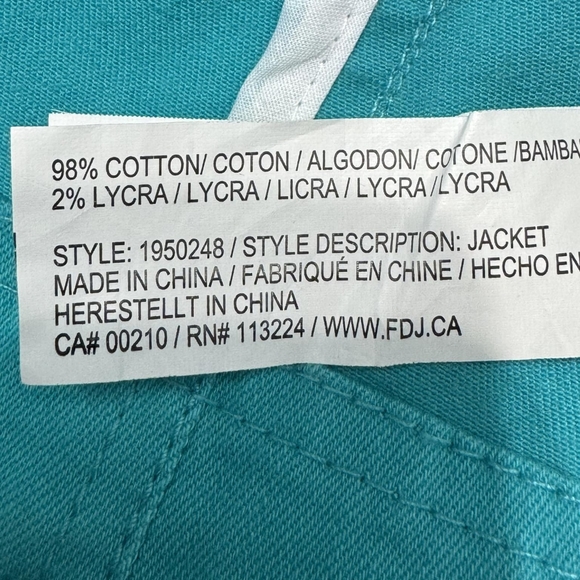 98% COTTON/ COTON / ALGODON/ COTONE /BAMBA
2% LYCRA / LYCRA / LICRA / LYCRA /LYCRA
STYLE: 1950248 / STYLE DESCRIPTION: JACKET
MADE IN CHINA / FABRIQUÉ EN CHINE / HECHO EN
HERESTELLT IN CHINA
CA# 00210 / RN# 113224 / WWW.FDJ.CA